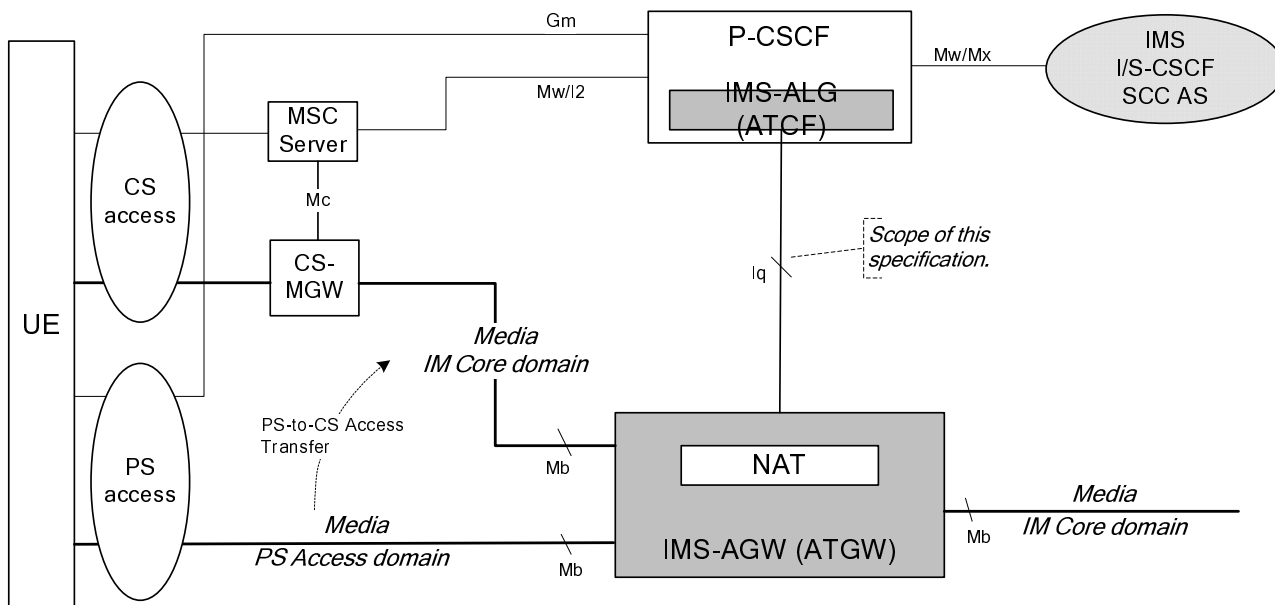 Gm
P-CSCF
IMS-ALG
(ATCF)
Mw/Mx
IMS
I/S-CSCF
SCC AS
Mw/I2
MSC
Server
CS
access
Mc
CS-
MGW
Scope of this
specification.
Iq
UE
Media
IM Core domain
PS-to-CS Access
Transfer
PS
access
Mb
NAT
Media
IM Core domain
Mb
Media
PS Access domain
Mb
IMS-AGW (ATGW)